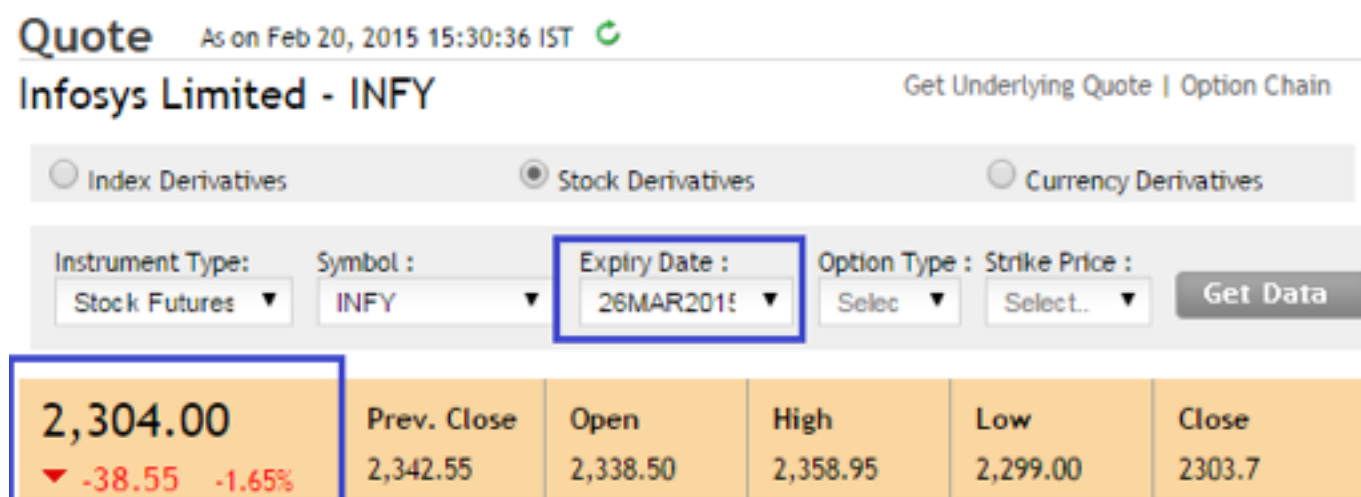 Quote As on Feb 20, 2015 15:30:36 IST
Infosys Limited - INFY Get Underlying Quote | Option Chain
Index Derivatives Stock Derivatives Currency Derivatives
Instrument Type: Symbol : Expiry Date : Option Type : Strike Price :
Stock Futures INFY 26MAR2015 Selec Select.. Get Data
2,304.00 Prev. Close Open High Low Close
-38.55 -1.65% 2,342.55 2,338.50 2,358.95 2,299.00 2303.7